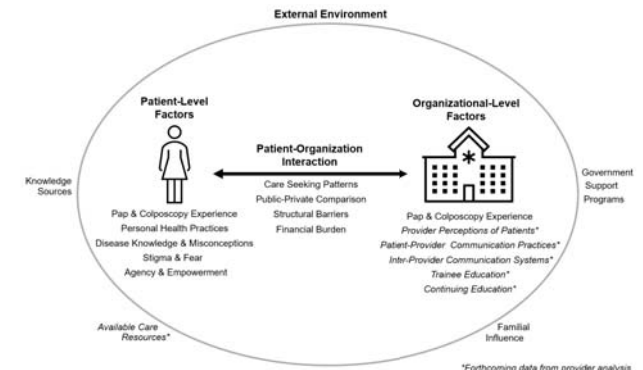 External Environment
Patient-Level
Factors
Organizational-Level
Factors
Patient-Organization
Interaction
Knowledge
Sources
Care Seeking Patterns
Public-Private Comparison
Structural Barriers
Financial Burden
Government
Support
Programs
Pap & Colposcopy Experience
Personal Health Practices
Disease Knowledge & Misconceptions
Stigma & Fear
Agency & Empowerment
Pap & Colposcopy Experience
Provider Perceptions of Patients*
Patient-Provider Communication Practices*
Inter-Provider Communication Systems*
Trainee Education*
Continuing Education*
Available Care
Resources*
Familial
Influence
*Forthcoming data from provider analysis